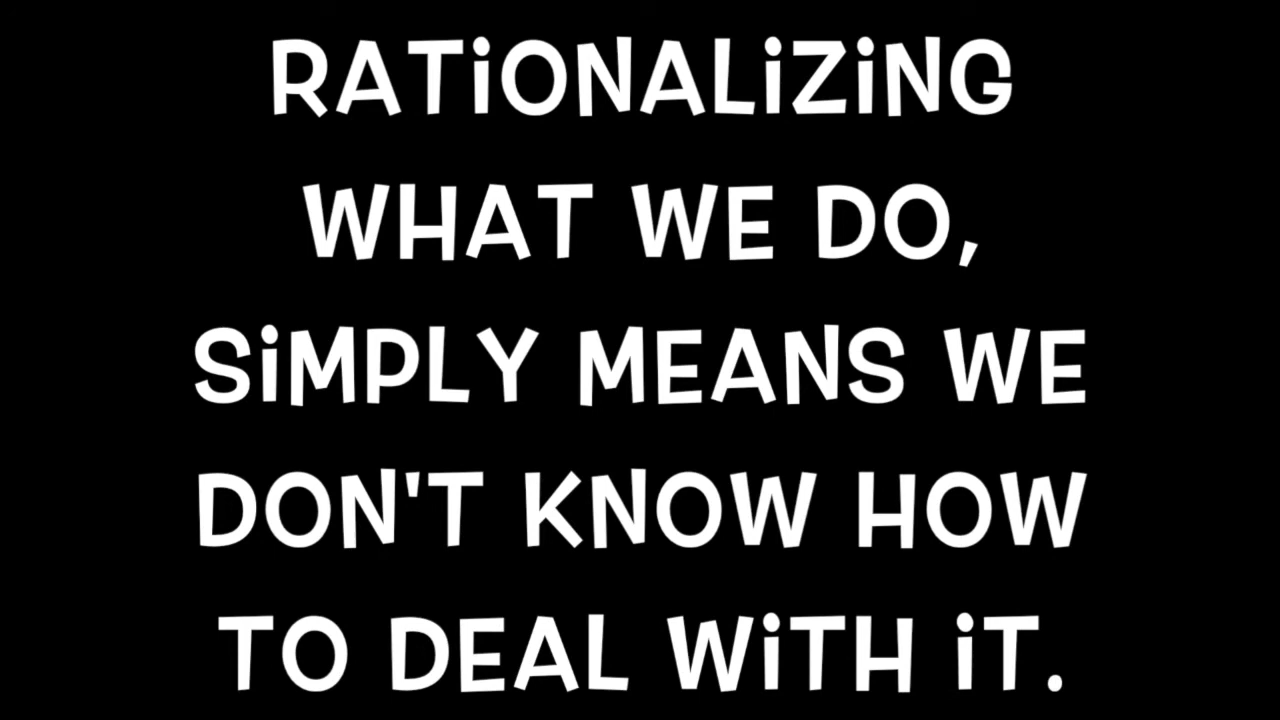 RATiONALiZiNG
WHAT WE DO,
SiMPLY MEANS WE
DON'T KNOW HOW
TO DEAL WiTH iT.